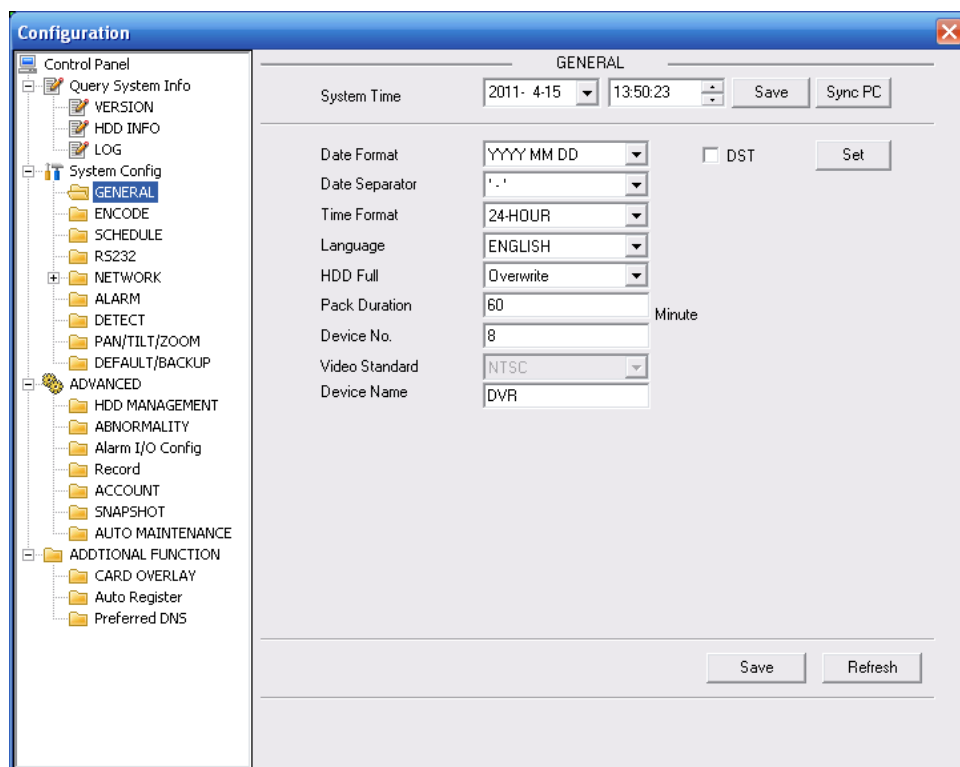 Configuration
Control Panel
Query System Info
VERSION
HDD INFO
LOG
System Config
GENERAL
ENCODE
SCHEDULE
RS232
NETWORK
ALARM
DETECT
PAN/TILT/ZOOM
DEFAULT/BACKUP
ADVANCED
HDD MANAGEMENT
ABNORMALITY
Alarm I/O Config
Record
ACCOUNT
SNAPSHOT
AUTO MAINTENANCE
ADDTIONAL FUNCTION
CARD OVERLAY
Auto Register
Preferred DNS
GENERAL
System Time 2011- 4-15 13:50:23 Save Sync PC
Date Format YYYY MM DD DST Set
Date Separator '-'
Time Format 24-HOUR
Language ENGLISH
HDD Full Overwrite
Pack Duration 60 Minute
Device No. 8
Video Standard NTSC
Device Name DVR
Save Refresh